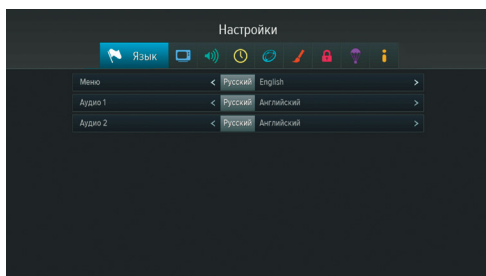 Настройки
Язык
Меню < Русский English >
Аудио 1 < Русский Английский >
Аудио 2 < Русский Английский >